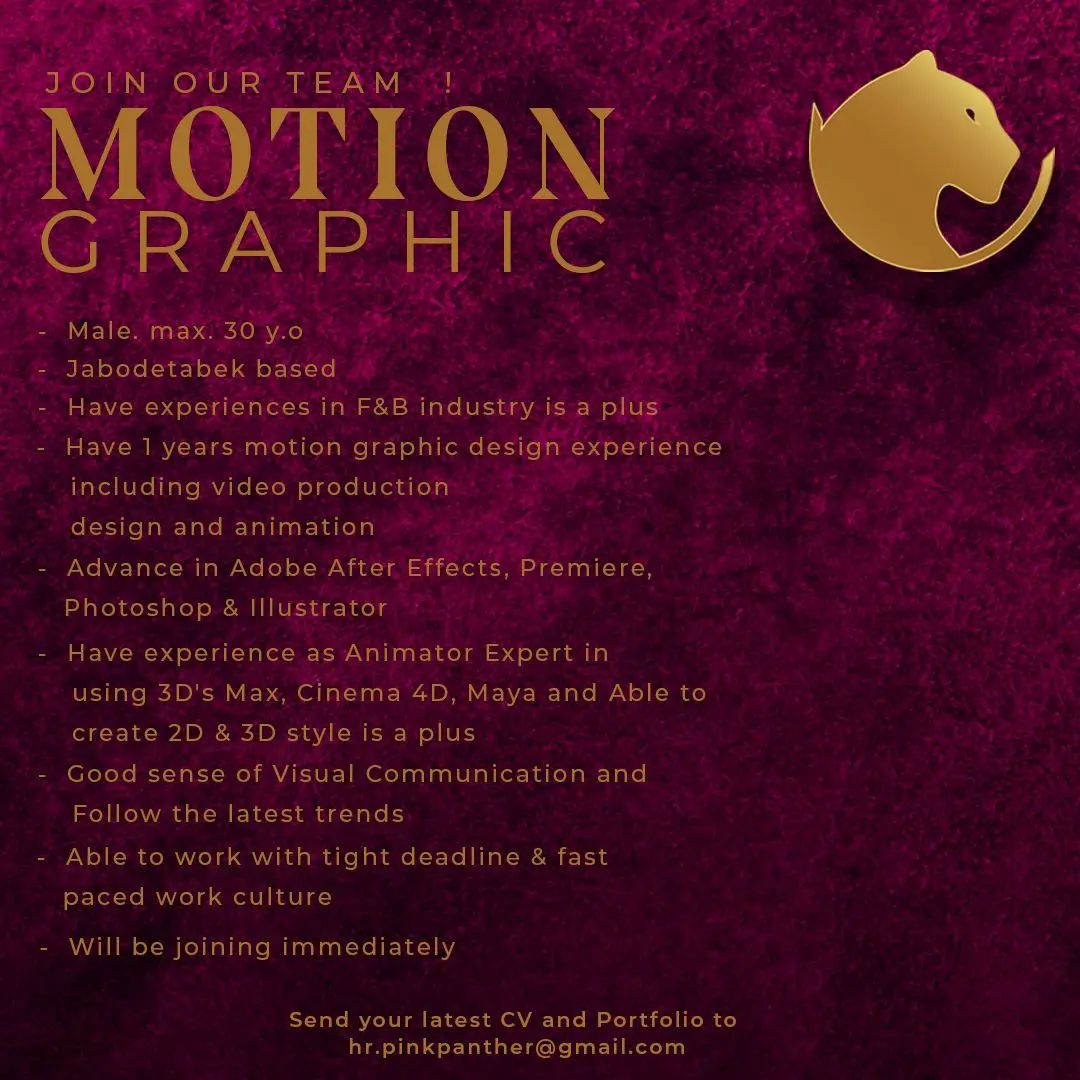 JOIN OUR TEAM !
MOTION
GRAPHIC
- Male. max. 30 y.o
- Jabodetabek based
- Have experiences in F&B industry is a plus
- Have 1 years motion graphic design experience
including video production
design and animation
- Advance in Adobe After Effects, Premiere,
Photoshop & Illustrator
- Have experience as Animator Expert in
using 3D's Max, Cinema 4D, Maya and Able to
create 2D & 3D style is a plus
- Good sense of Visual Communication and
Follow the latest trends
- Able to work with tight deadline & fast
paced work culture
- Will be joining immediately
Send your latest CV and Portfolio to
hr.pinkpanther@gmail.com